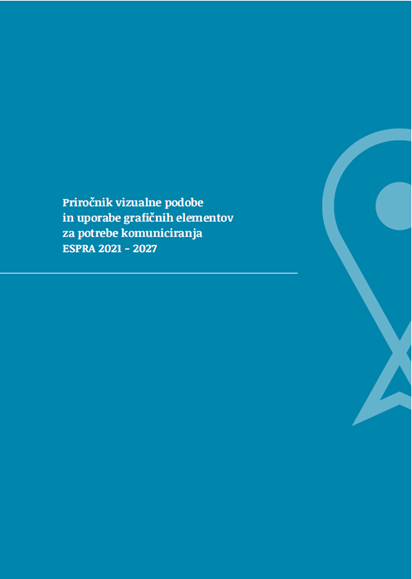 Priročnik vizualne podobe
in uporabe grafičnih elementov
za potrebe komuniciranja
ESPRA 2021 - 2027